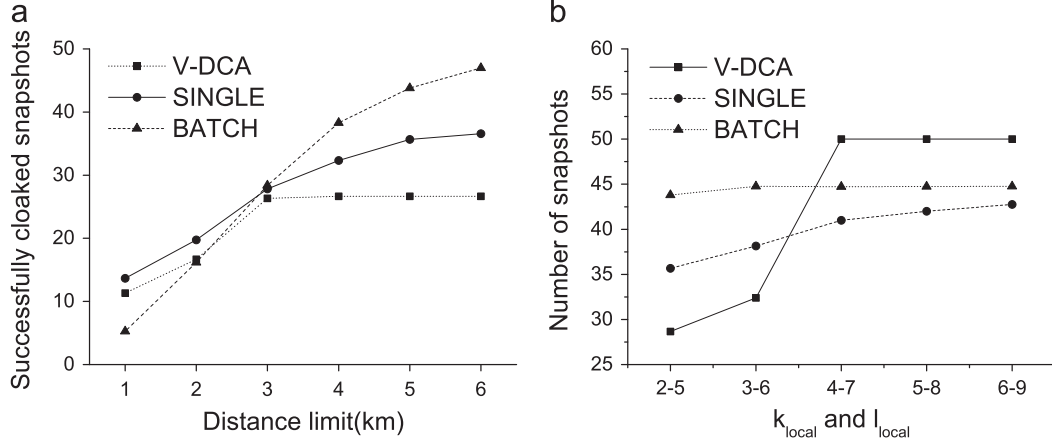 a
Successfully cloaked snapshots
50
40
30
20
10
0
V-DCA
SINGLE
BATCH
1 2 3 4 5 6
Distance limit(km)
b
Number of snapshots
60
55
50
45
40
35
30
25
V-DCA
SINGLE
BATCH
2-5 3-6 4-7 5-8 6-9
k_local and l_local